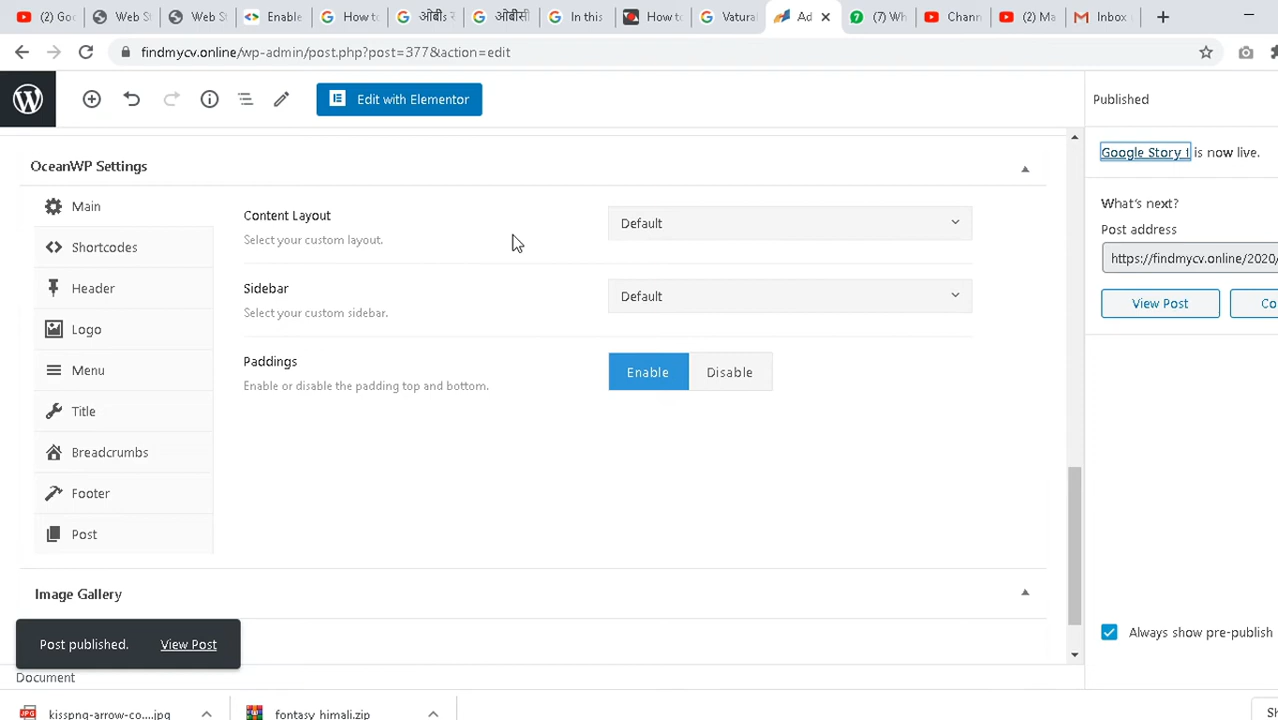 (2) Go
Web S
Web S
Enable
How to
ओबीस
ओबीसी
In this
How to
Vatura
Ad
(7) Wh
Chann
(2) Ma
Inbox
findmycv.online/wp-admin/post.php?post=377&action=edit
Edit with Elementor
Published
OceanWP Settings
Google Story 1 is now live.
Main
Content Layout
Default
Select your custom layout.
What's next?
Post address
Shortcodes
https://findmycv.online/2020/
Header
Sidebar
Default
Select your custom sidebar.
View Post
Co
Logo
Menu
Paddings
Enable
Disable
Enable or disable the padding top and bottom.
Title
Breadcrumbs
Footer
Post
Image Gallery
Post published.
View Post
Always show pre-publish
Document
kisspng-arrow-co....jpg
fontasy_himali.zip
Sh